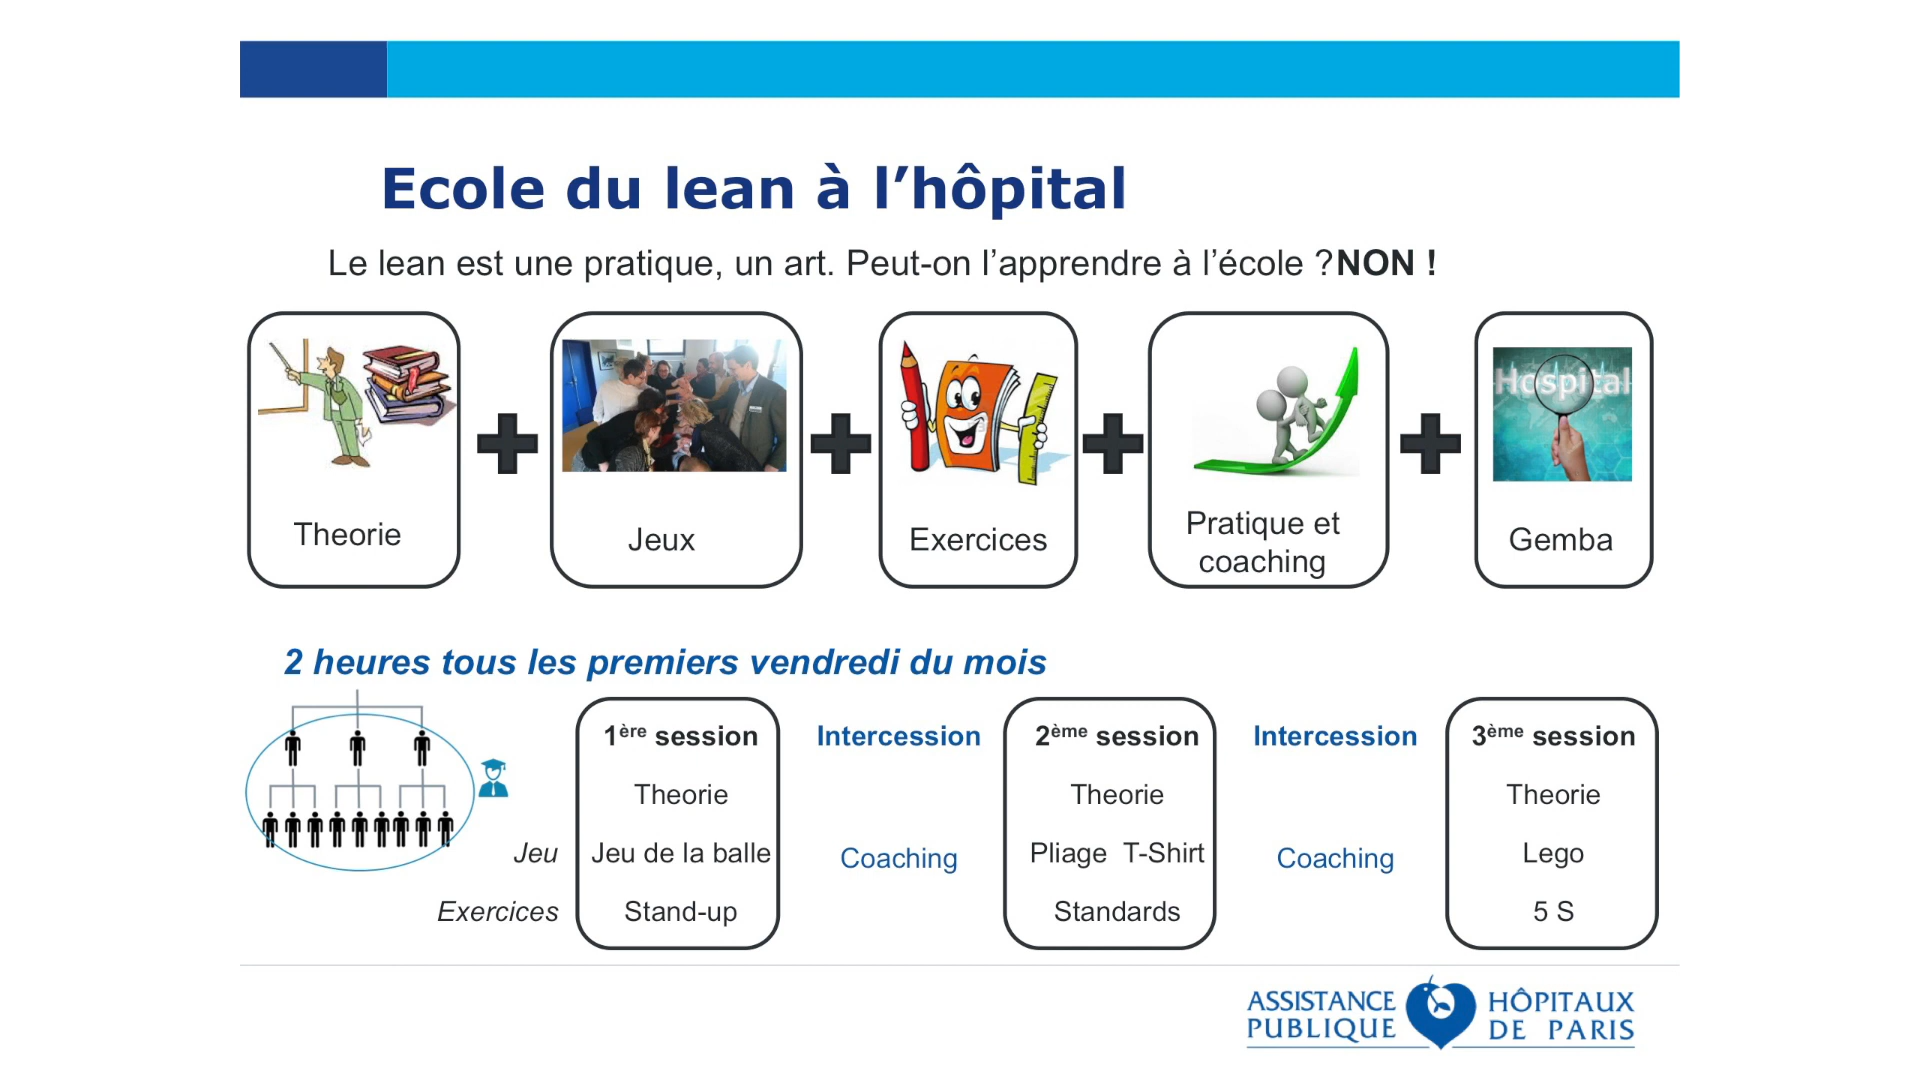 Ecole du lean à l’hôpital
Le lean est une pratique, un art. Peut-on l’apprendre à l’école ?NON !
Hospital
Theorie
Jeux
Exercices
Pratique et
coaching
Gemba
2 heures tous les premiers vendredi du mois
1ère session
Intercession
2ème session
Intercession
3ème session
Theorie
Theorie
Theorie
Jeu
Jeu de la balle
Coaching
Pliage T-Shirt
Coaching
Lego
Exercices
Stand-up
Standards
5 S
ASSISTANCE
PUBLIQUE
HÔPITAUX
DE PARIS